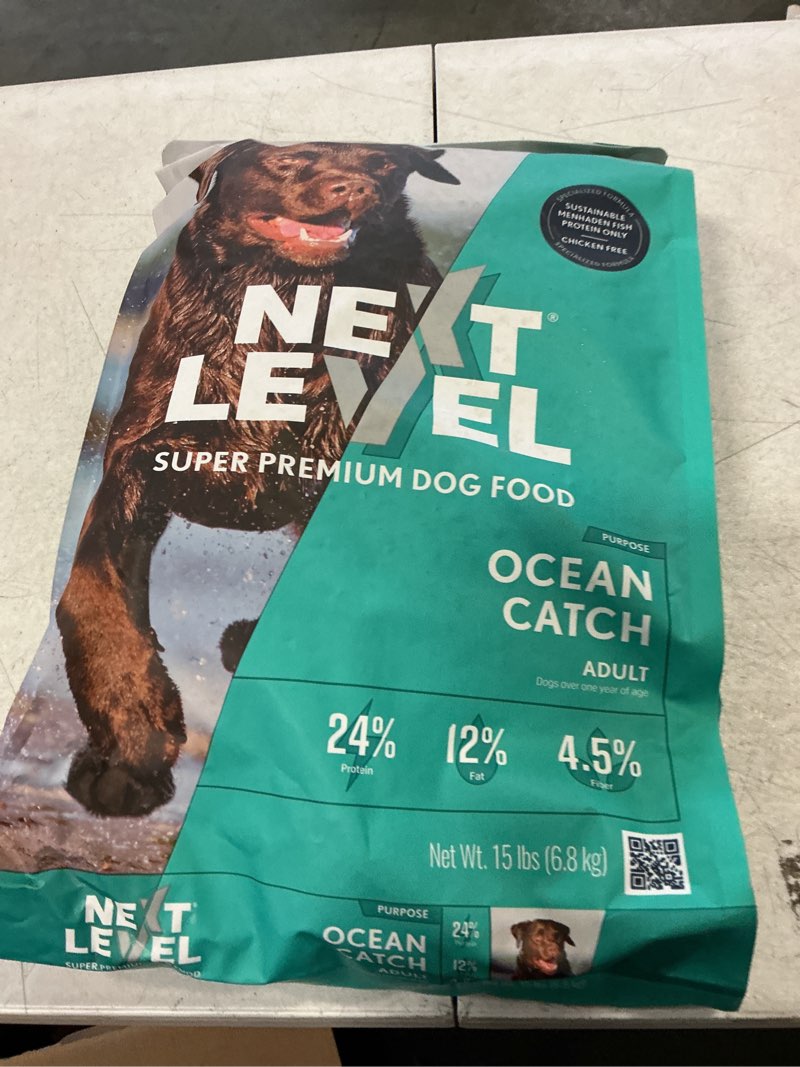 SPECIALIZED FORMULA
SUSTAINABLE
MENHADEN FISH
PROTEIN ONLY
CHICKEN FREE
SPECIALIZED FORMULA
NEXT®
LEVEL
SUPER PREMIUM DOG FOOD
PURPOSE
OCEAN
CATCH
ADULT
Dogs over one year of age
24% 12% 4.5%
Protein Fat Fiber
Net Wt. 15 lbs (6.8 kg)
NEXT
LEVEL
SUPER
PURPOSE
OCEAN
CATCH
ADULT
24%
12%